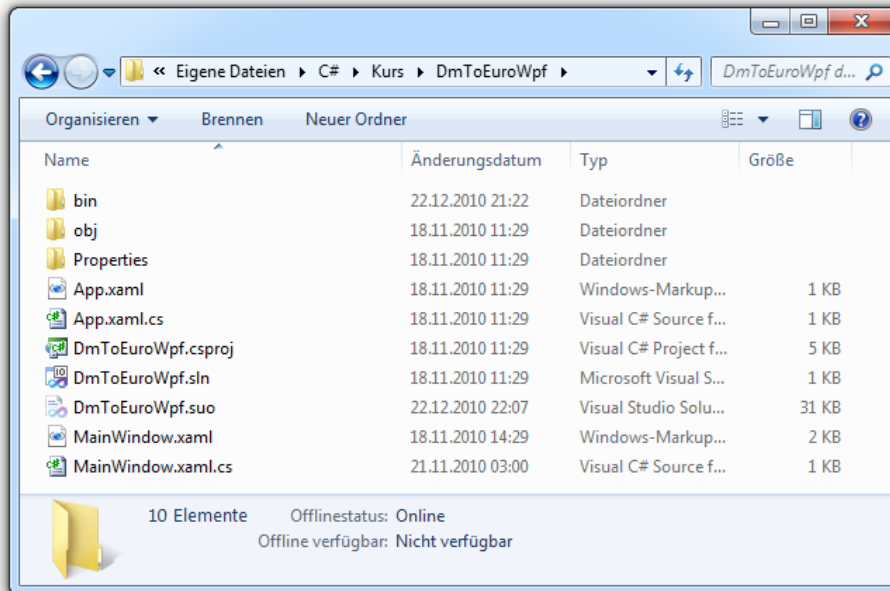 « Eigene Dateien C# Kurs DmToEuroWpf DmToEuroWpf d...
Organisieren Brennen Neuer Ordner
Name Änderungsdatum Typ Größe
bin 22.12.2010 21:22 Dateiordner
obj 18.11.2010 11:29 Dateiordner
Properties 18.11.2010 11:29 Dateiordner
App.xaml 18.11.2010 11:29 Windows-Markup... 1 KB
App.xaml.cs 18.11.2010 11:29 Visual C# Source f... 1 KB
DmToEuroWpf.csproj 18.11.2010 11:29 Visual C# Project f... 5 KB
DmToEuroWpf.sln 18.11.2010 11:29 Microsoft Visual S... 1 KB
DmToEuroWpf.suo 22.12.2010 22:07 Visual Studio Solu... 31 KB
MainWindow.xaml 18.11.2010 14:29 Windows-Markup... 2 KB
MainWindow.xaml.cs 21.11.2010 03:00 Visual C# Source f... 1 KB
10 Elemente Offlinestatus: Online
Offline verfügbar: Nicht verfügbar